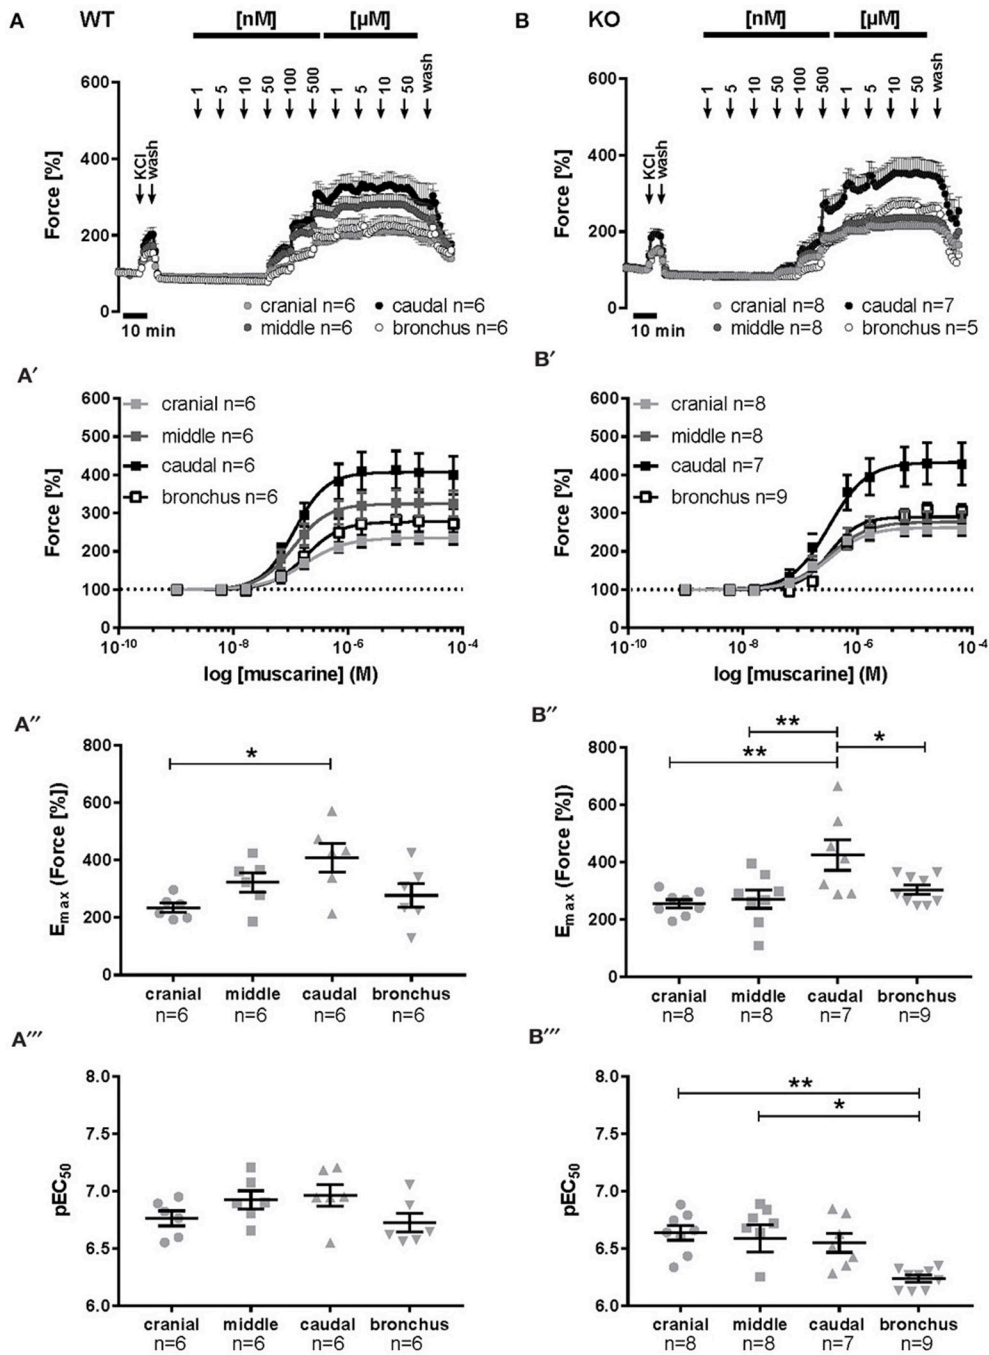 A WT
[nM] [µM]
1 5 10 50 100 500 1 5 10 50 wash
KCl wash
Force [%]
600
400
200
0
10 min
cranial n=6 caudal n=6
middle n=6 bronchus n=6
B KO
[nM] [µM]
1 5 10 50 100 500 1 5 10 50 wash
KCl wash
Force [%]
600
400
200
0
10 min
cranial n=8 caudal n=7
middle n=8 bronchus n=5
A′
Force [%]
600
500
400
300
200
100
0
cranial n=6
middle n=6
caudal n=6
bronchus n=6
10-10 10-8 10-6 10-4
log [muscarine] (M)
B′
Force [%]
600
500
400
300
200
100
0
cranial n=8
middle n=8
caudal n=7
bronchus n=9
10-10 10-8 10-6 10-4
log [muscarine] (M)
A″
Emax (Force [%])
800
600
400
200
0
*
cranial middle caudal bronchus
n=6 n=6 n=6 n=6
B″
Emax (Force [%])
800
600
400
200
0
**
** *
cranial middle caudal bronchus
n=8 n=8 n=7 n=9
A‴
pEC50
8.0
7.5
7.0
6.5
6.0
cranial middle caudal bronchus
n=6 n=6 n=6 n=6
B‴
pEC50
8.0
7.5
7.0
6.5
6.0
**
*
cranial middle caudal bronchus
n=8 n=8 n=7 n=9